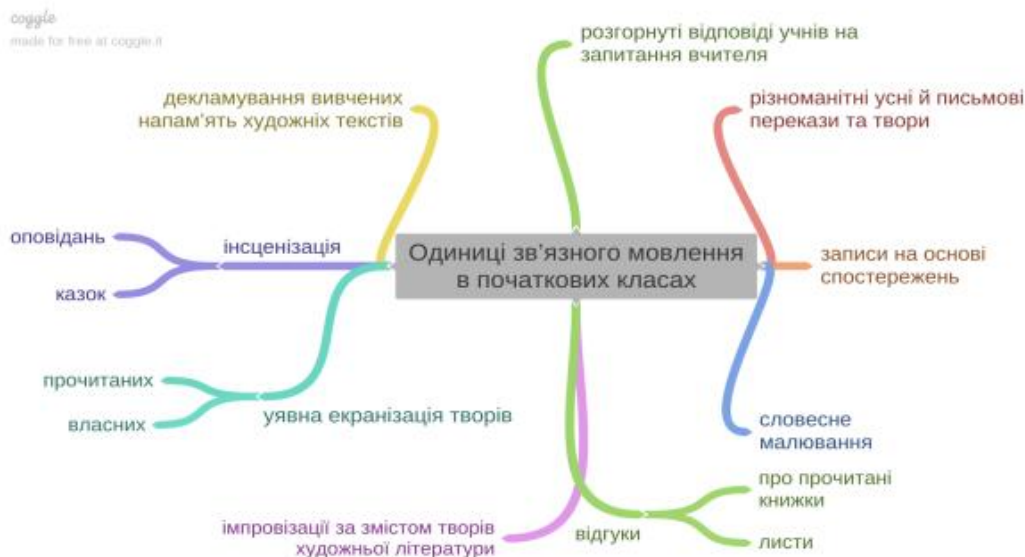 coggle
made for free at coggle.it
розгорнуті відповіді учнів на
запитання вчителя
декламування вивчених
напам'ять художніх текстів
різноманітні усні й письмові
перекази та твори
оповідань
інсценізація
казок
Одиниці зв’язного мовлення
в початкових класах
записи на основі
спостережень
прочитаних
власних
уявна екранізація творів
словесне
малювання
про прочитані
книжки
відгуки
листи
імпровізації за змістом творів
художньої літератури